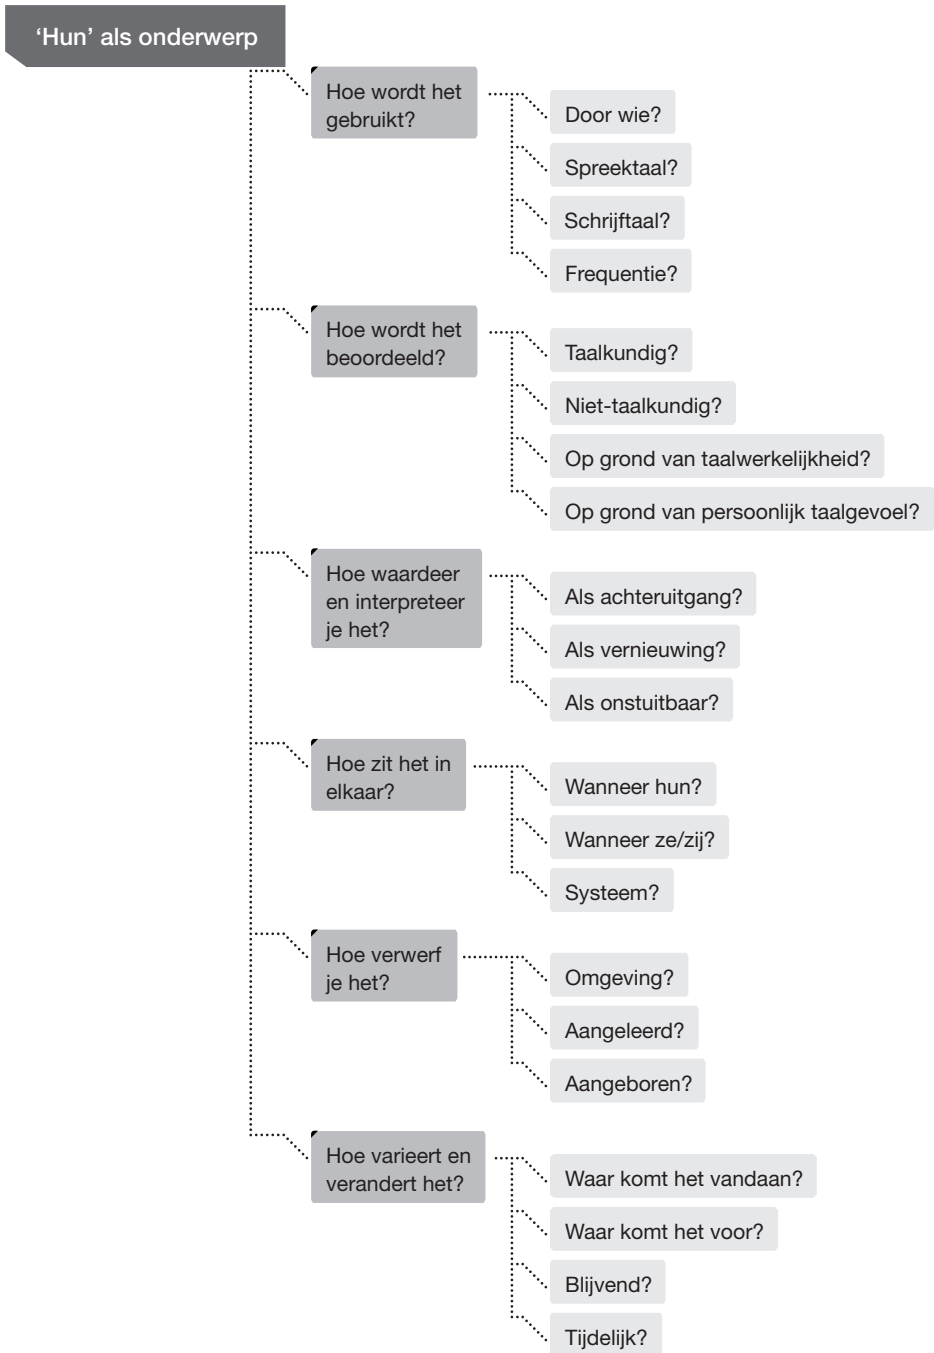 ‘Hun’ als onderwerp
Hoe wordt het
gebruikt?
Door wie?
Spreektaal?
Schrijftaal?
Frequentie?
Hoe wordt het
beoordeeld?
Taalkundig?
Niet-taalkundig?
Op grond van taalwerkelijkheid?
Op grond van persoonlijk taalgevoel?
Hoe waardeer
en interpreteer
je het?
Als achteruitgang?
Als vernieuwing?
Als onstuitbaar?
Hoe zit het in
elkaar?
Wanneer hun?
Wanneer ze/zij?
Systeem?
Hoe verwerf
je het?
Omgeving?
Aangeleerd?
Aangeboren?
Hoe varieert en
verandert het?
Waar komt het vandaan?
Waar komt het voor?
Blijvend?
Tijdelijk?